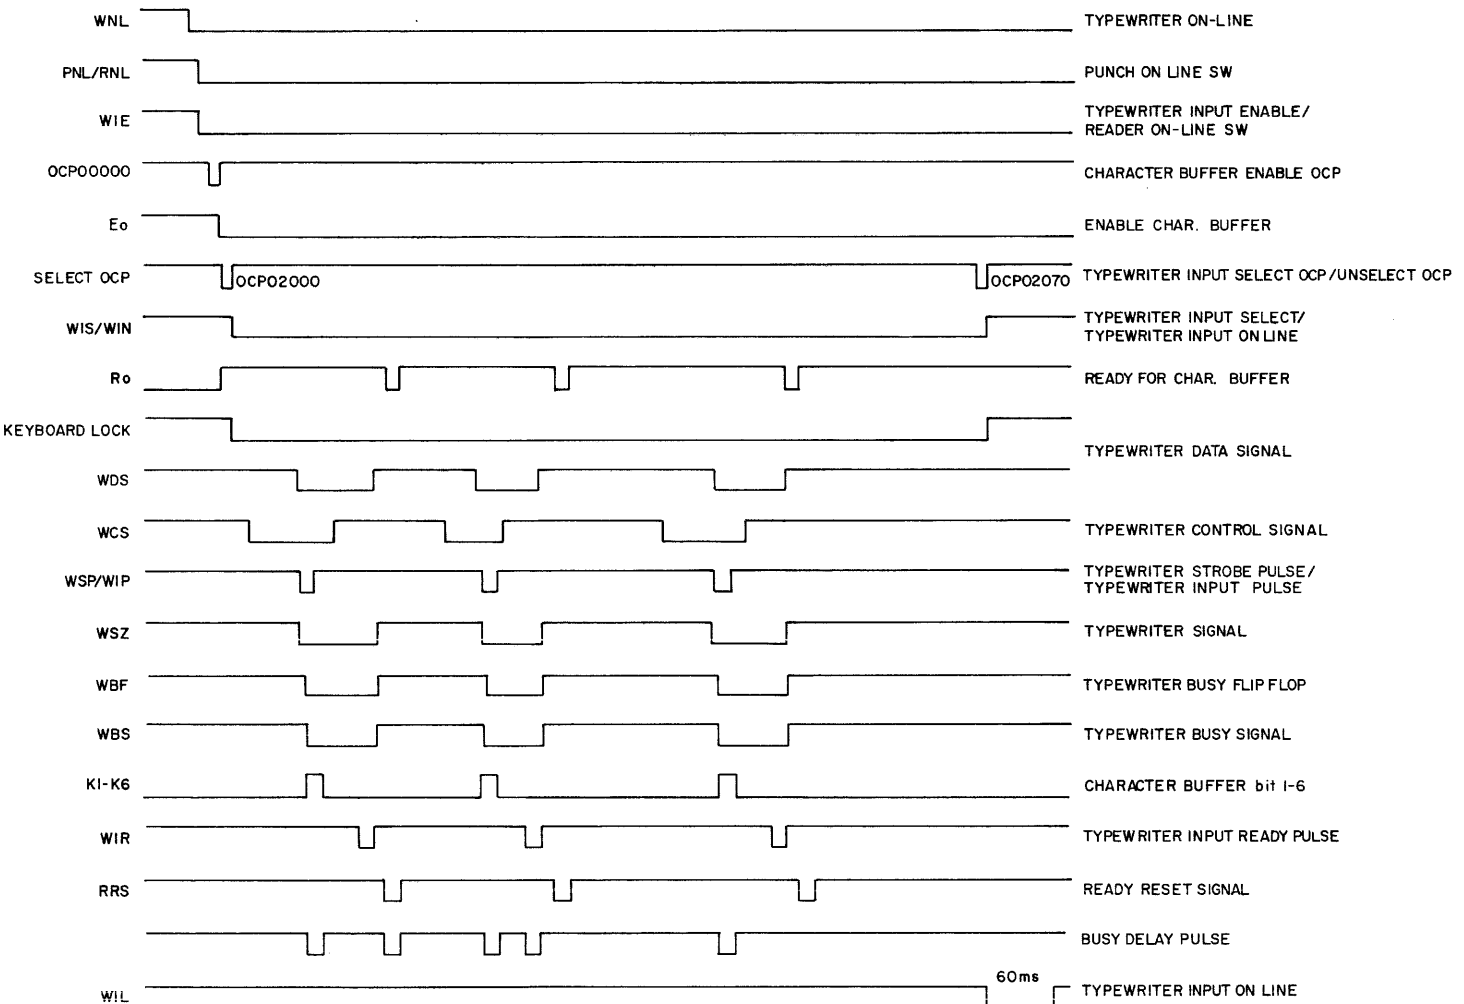 WNL TYPEWRITER ON-LINE
PNL/RNL PUNCH ON LINE SW
WIE TYPEWRITER INPUT ENABLE/
READER ON-LINE SW
OCP00000 CHARACTER BUFFER ENABLE OCP
Eo ENABLE CHAR. BUFFER
SELECT OCP OCP02000 OCP02070 TYPEWRITER INPUT SELECT OCP/UNSELECT OCP
WIS/WIN TYPEWRITER INPUT SELECT/
TYPEWRITER INPUT ON LINE
Ro READY FOR CHAR. BUFFER
KEYBOARD LOCK
TYPEWRITER DATA SIGNAL
WDS
WCS TYPEWRITER CONTROL SIGNAL
WSP/WIP TYPEWRITER STROBE PULSE/
TYPEWRITER INPUT PULSE
WSZ TYPEWRITER SIGNAL
WBF TYPEWRITER BUSY FLIP FLOP
WBS TYPEWRITER BUSY SIGNAL
K1-K6 CHARACTER BUFFER bit 1-6
WIR TYPEWRITER INPUT READY PULSE
RRS READY RESET SIGNAL
BUSY DELAY PULSE
60ms
WIL TYPEWRITER INPUT ON LINE